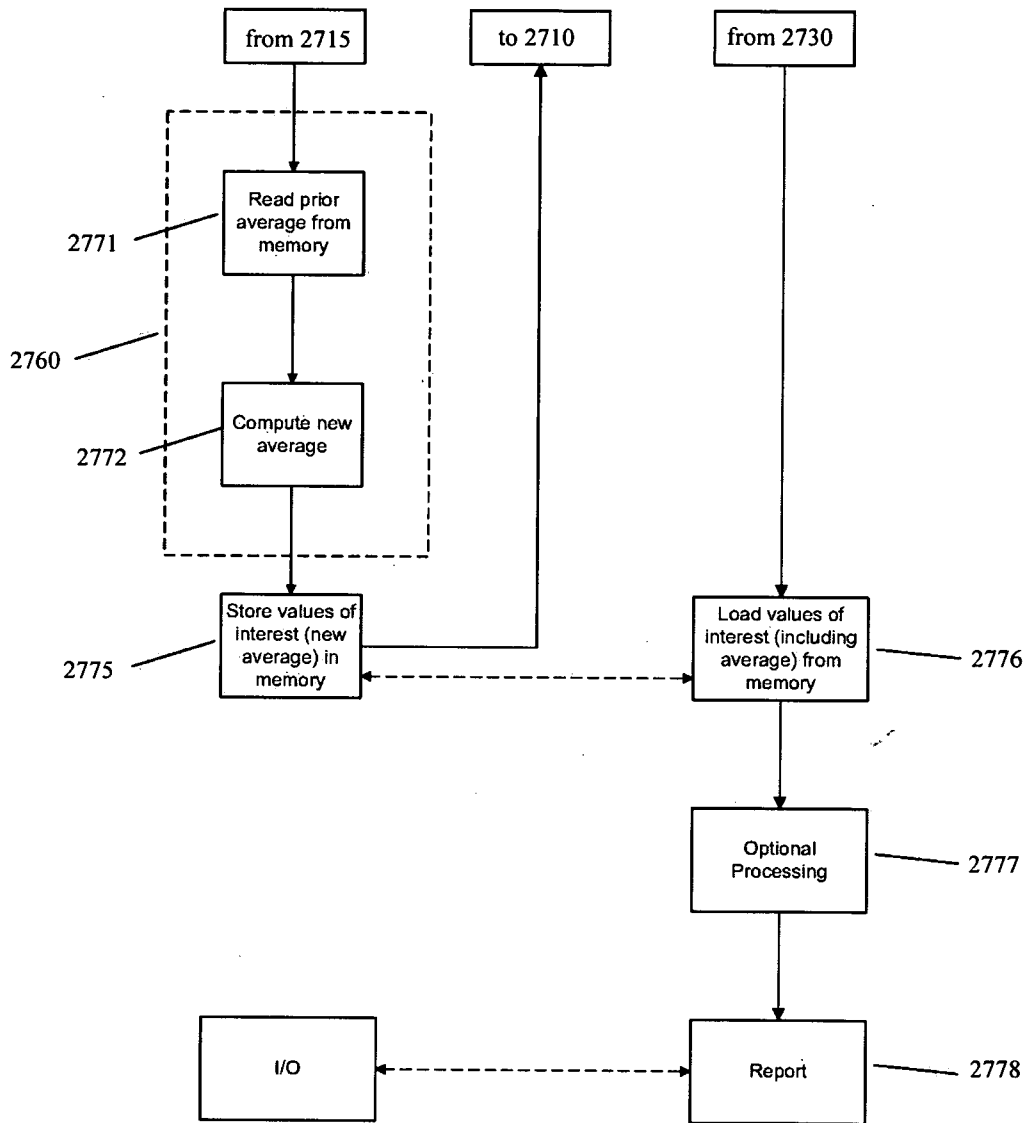 from 2715
to 2710
from 2730
Read prior
average from
memory
2771
2760
Compute new
average
2772
Store values of
interest (new
average) in
memory
2775
Load values of
interest (including
average) from
memory
2776
Optional
Processing
2777
I/O
Report
2778